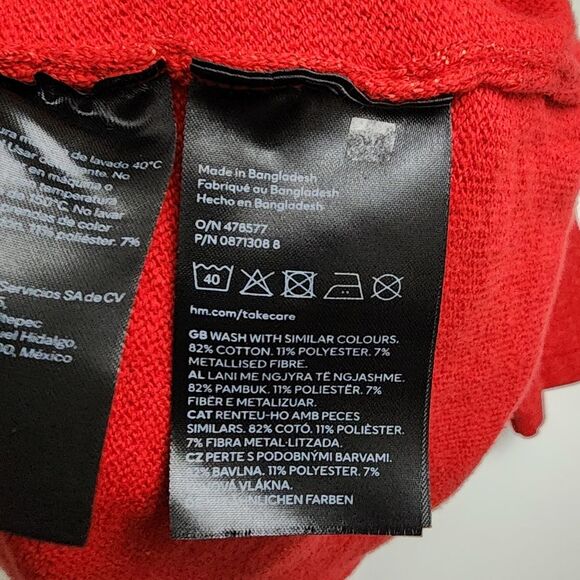 de lavado 40°C
No
en máquina o
temperatura
150°C. No lavar
de color
11% poliéster. 7%
Servicios SA de CV
Hidalgo,
México
Made in Bangladesh
Fabriqué au Bangladesh
Hecho en Bangladesh
O/N 478577
P/N 0871308 8
40
hm.com/takecare
GB WASH WITH SIMILAR COLOURS.
82% COTTON. 11% POLYESTER. 7%
METALLISED FIBRE.
AL LANI ME NGJYRA TË NGJASHME.
82% PAMBUK. 11% POLIESTËR. 7%
FIBËR E METALIZUAR.
CAT RENTEU-HO AMB PECES
SIMILARS. 82% COTÓ. 11% POLIÈSTER.
7% FIBRA METAL·LITZADA.
CZ PERTE S PODOBNÝMI BARVAMI.
BAVLNA. 11% POLYESTER. 7%
VLÁKNA.
FARBEN